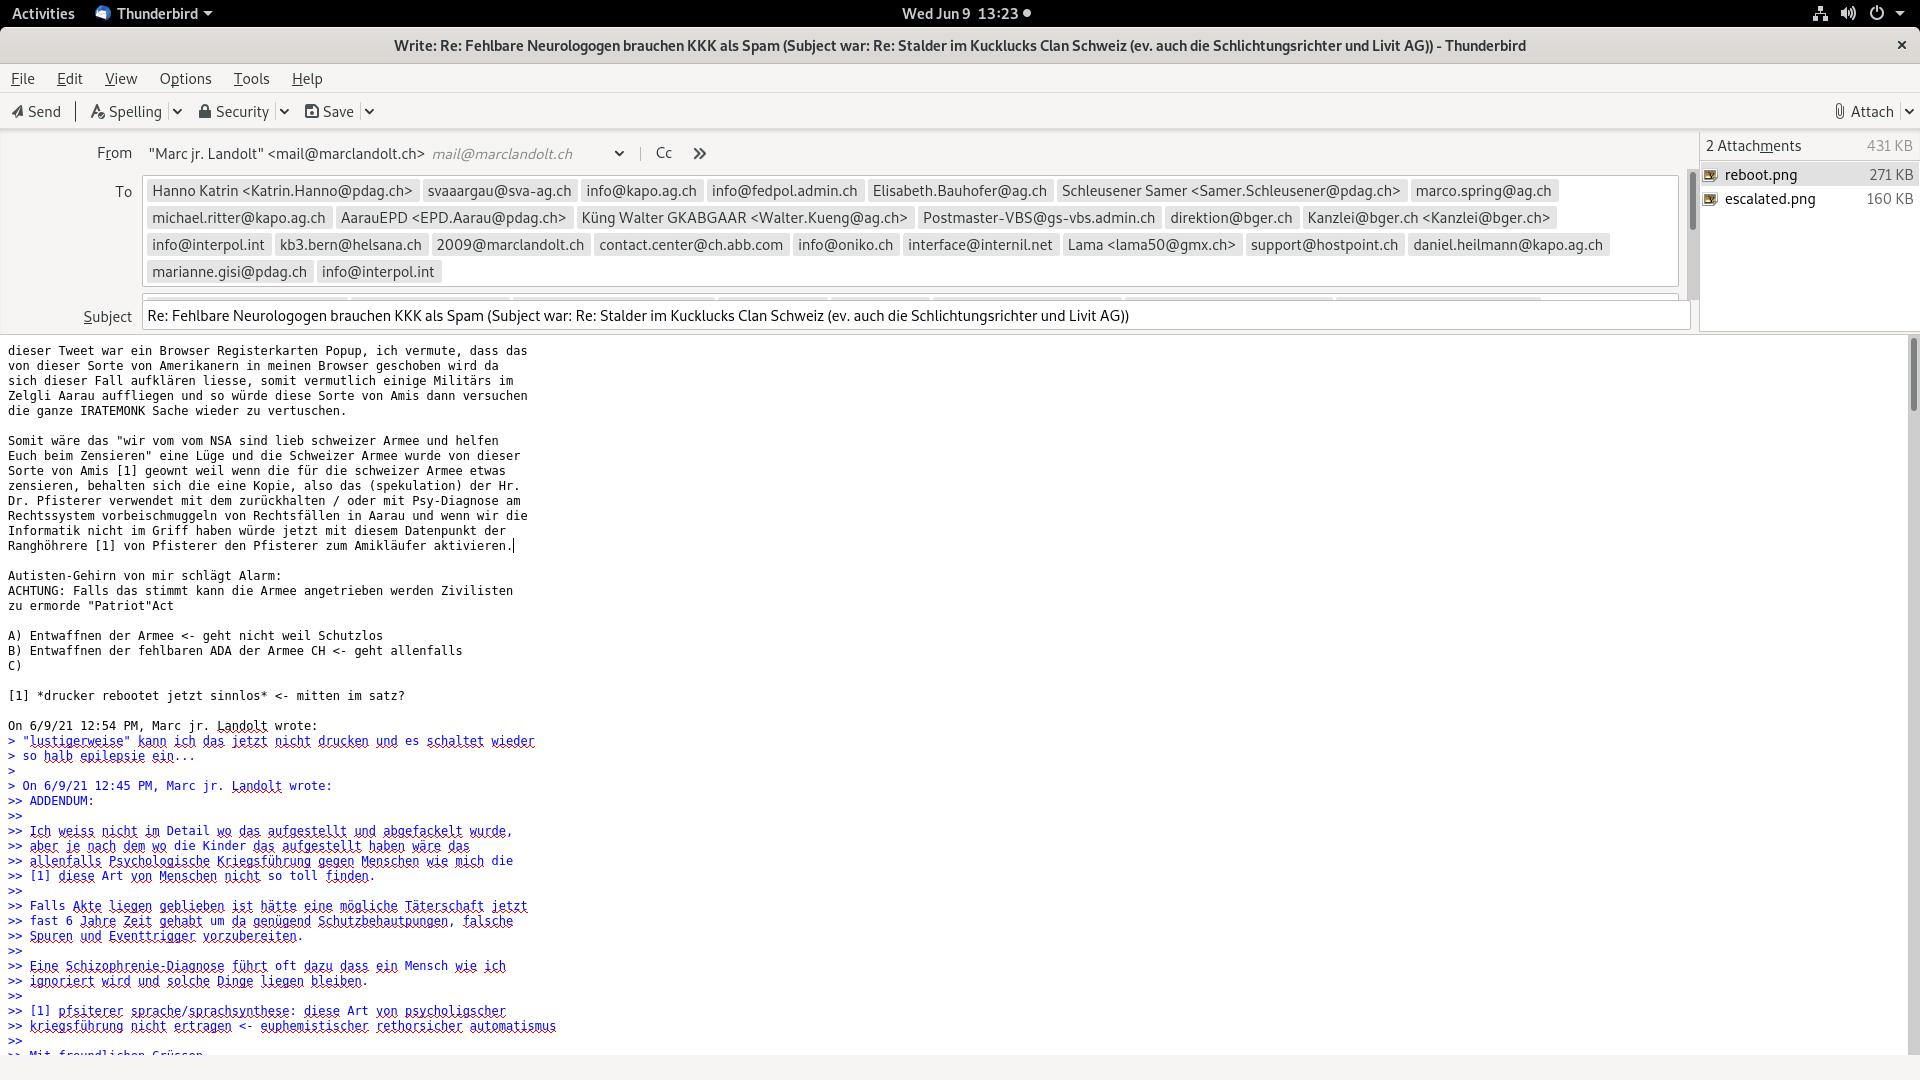 Activities Thunderbird Wed Jun 9 13:23
Write: Re: Fehlbare Neurologogen brauchen KKK als Spam (Subject war: Re: Stalder im Kucklucks Clan Schweiz (ev. auch die Schlichtungsrichter und Livit AG)) - Thunderbird ×
File Edit View Options Tools Help
Send Spelling Security Save Attach
From "Marc jr. Landolt" <mail@marclandolt.ch> mail@marclandolt.ch Cc
2 Attachments 431 KB
reboot.png 271 KB
escalated.png 160 KB
To Hanno Katrin <Katrin.Hanno@pdag.ch> svaaargau@sva-ag.ch info@kapo.ag.ch info@fedpol.admin.ch Elisabeth.Bauhofer@ag.ch Schleusener Samer <Samer.Schleusener@pdag.ch> marco.spring@ag.ch
michael.ritter@kapo.ag.ch AarauEPD <EPD.Aarau@pdag.ch> Küng Walter GKABGAAR <Walter.Kueng@ag.ch> Postmaster-VBS@gs-vbs.admin.ch direktion@bger.ch Kanzlei@bger.ch <Kanzlei@bger.ch>
info@interpol.int kb3.bern@helsana.ch 2009@marclandolt.ch contact.center@ch.abb.com info@oniko.ch interface@internil.net Lama <lama50@gmx.ch> support@hostpoint.ch daniel.heilmann@kapo.ag.ch
marianne.gisi@pdag.ch info@interpol.int
Subject Re: Fehlbare Neurologogen brauchen KKK als Spam (Subject war: Re: Stalder im Kucklucks Clan Schweiz (ev. auch die Schlichtungsrichter und Livit AG))
dieser Tweet war ein Browser Registerkarten Popup, ich vermute, dass das
von dieser Sorte von Amerikanern in meinen Browser geschoben wird da
sich dieser Fall aufklären liesse, somit vermutlich einige Militärs im
Zelgli Aarau auffliegen und so würde diese Sorte von Amis dann versuchen
die ganze IRATEMONK Sache wieder zu vertuschen.
Somit wäre das "wir vom vom NSA sind lieb schweizer Armee und helfen
Euch beim Zensieren" eine Lüge und die Schweizer Armee wurde von dieser
Sorte von Amis [1] geownt weil wenn die für die schweizer Armee etwas
zensieren, behalten sich die eine Kopie, also das (spekulation) der Hr.
Dr. Pfisterer verwendet mit dem zurückhalten / oder mit Psy-Diagnose am
Rechtssystem vorbeischmuggeln von Rechtsfällen in Aarau und wenn wir die
Informatik nicht im Griff haben würde jetzt mit diesem Datenpunkt der
Ranghöhrere [1] von Pfisterer den Pfisterer zum Amikläufer aktivieren.
Autisten-Gehirn von mir schlägt Alarm:
ACHTUNG: Falls das stimmt kann die Armee angetrieben werden Zivilisten
zu ermorde "Patriot"Act
A) Entwaffnen der Armee <- geht nicht weil Schutzlos
B) Entwaffnen der fehlbaren ADA der Armee CH <- geht allenfalls
C)
[1] *drucker rebootet jetzt sinnlos* <- mitten im satz?
On 6/9/21 12:54 PM, Marc jr. Landolt wrote:
> "lustigerweise" kann ich das jetzt nicht drucken und es schaltet wieder
> so halb epilepsie ein...
>
> On 6/9/21 12:45 PM, Marc jr. Landolt wrote:
>> ADDENDUM:
>>
>> Ich weiss nicht im Detail wo das aufgestellt und abgefackelt wurde,
>> aber je nach dem wo die Kinder das aufgestellt haben wäre das
>> allenfalls Psychologische Kriegsführung gegen Menschen wie mich die
>> [1] diese Art von Menschen nicht so toll finden.
>>
>> Falls Akte liegen geblieben ist hätte eine mögliche Täterschaft jetzt
>> fast 6 Jahre Zeit gehabt um da genügend Schutzbehautpungen, falsche
>> Spuren und Eventtrigger vorzubereiten.
>>
>> Eine Schizophrenie-Diagnose führt oft dazu dass ein Mensch wie ich
>> ignoriert wird und solche Dinge liegen bleiben.
>>
>> [1] pfsiterer sprache/sprachsynthese: diese Art von psycholigscher
>> kriegsführung nicht ertragen <- euphemistischer rethorsicher automatismus
>>
>> Mit freundlichen Grüssen